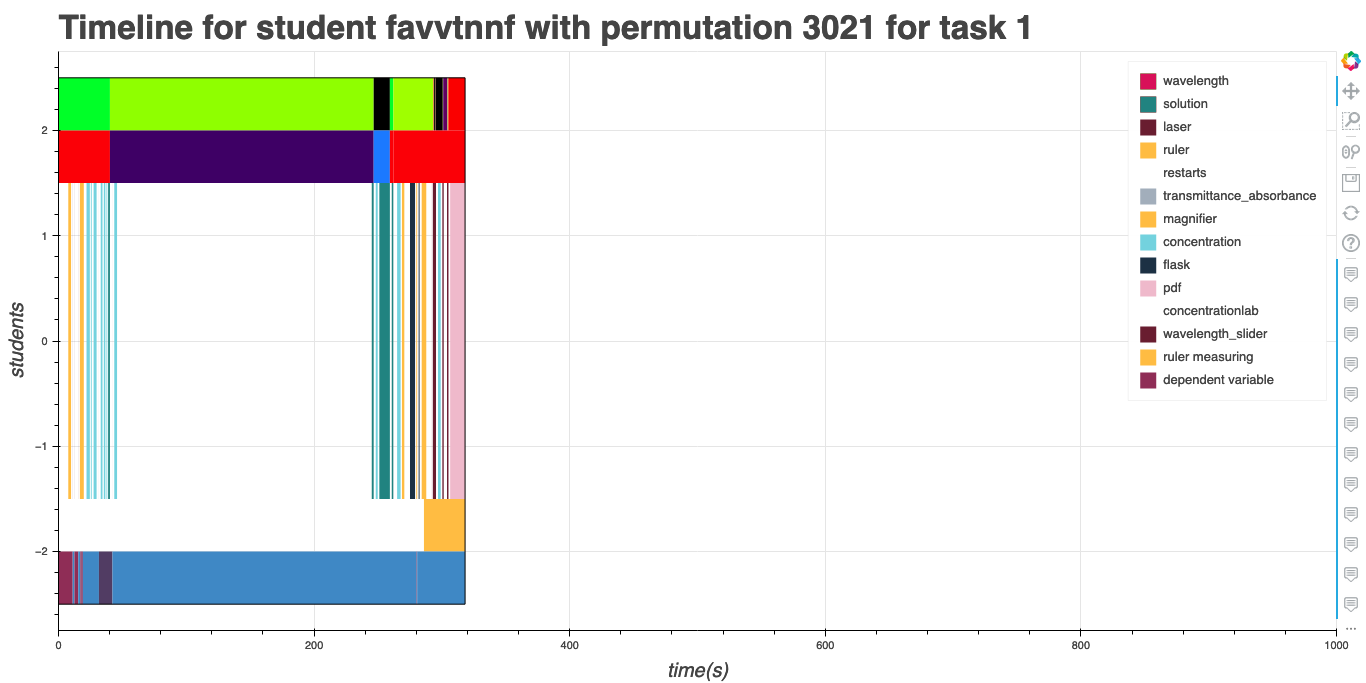 Timeline for student favvtnnf with permutation 3021 for task 1
wavelength
solution
laser
ruler
restarts
transmittance_absorbance
magnifier
concentration
flask
pdf
concentrationlab
wavelength_slider
ruler measuring
dependent variable
2
1
0
−1
−2
students
0 200 400 600 800 1000
time(s)